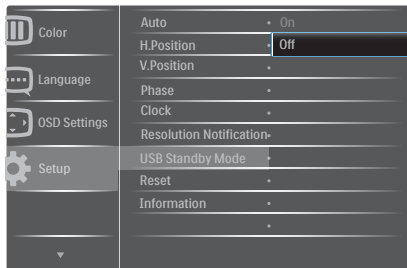 Color
Language
OSD Settings
Setup
Auto
H.Position
V.Position
Phase
Clock
Resolution Notification
USB Standby Mode
Reset
Information
On
Off